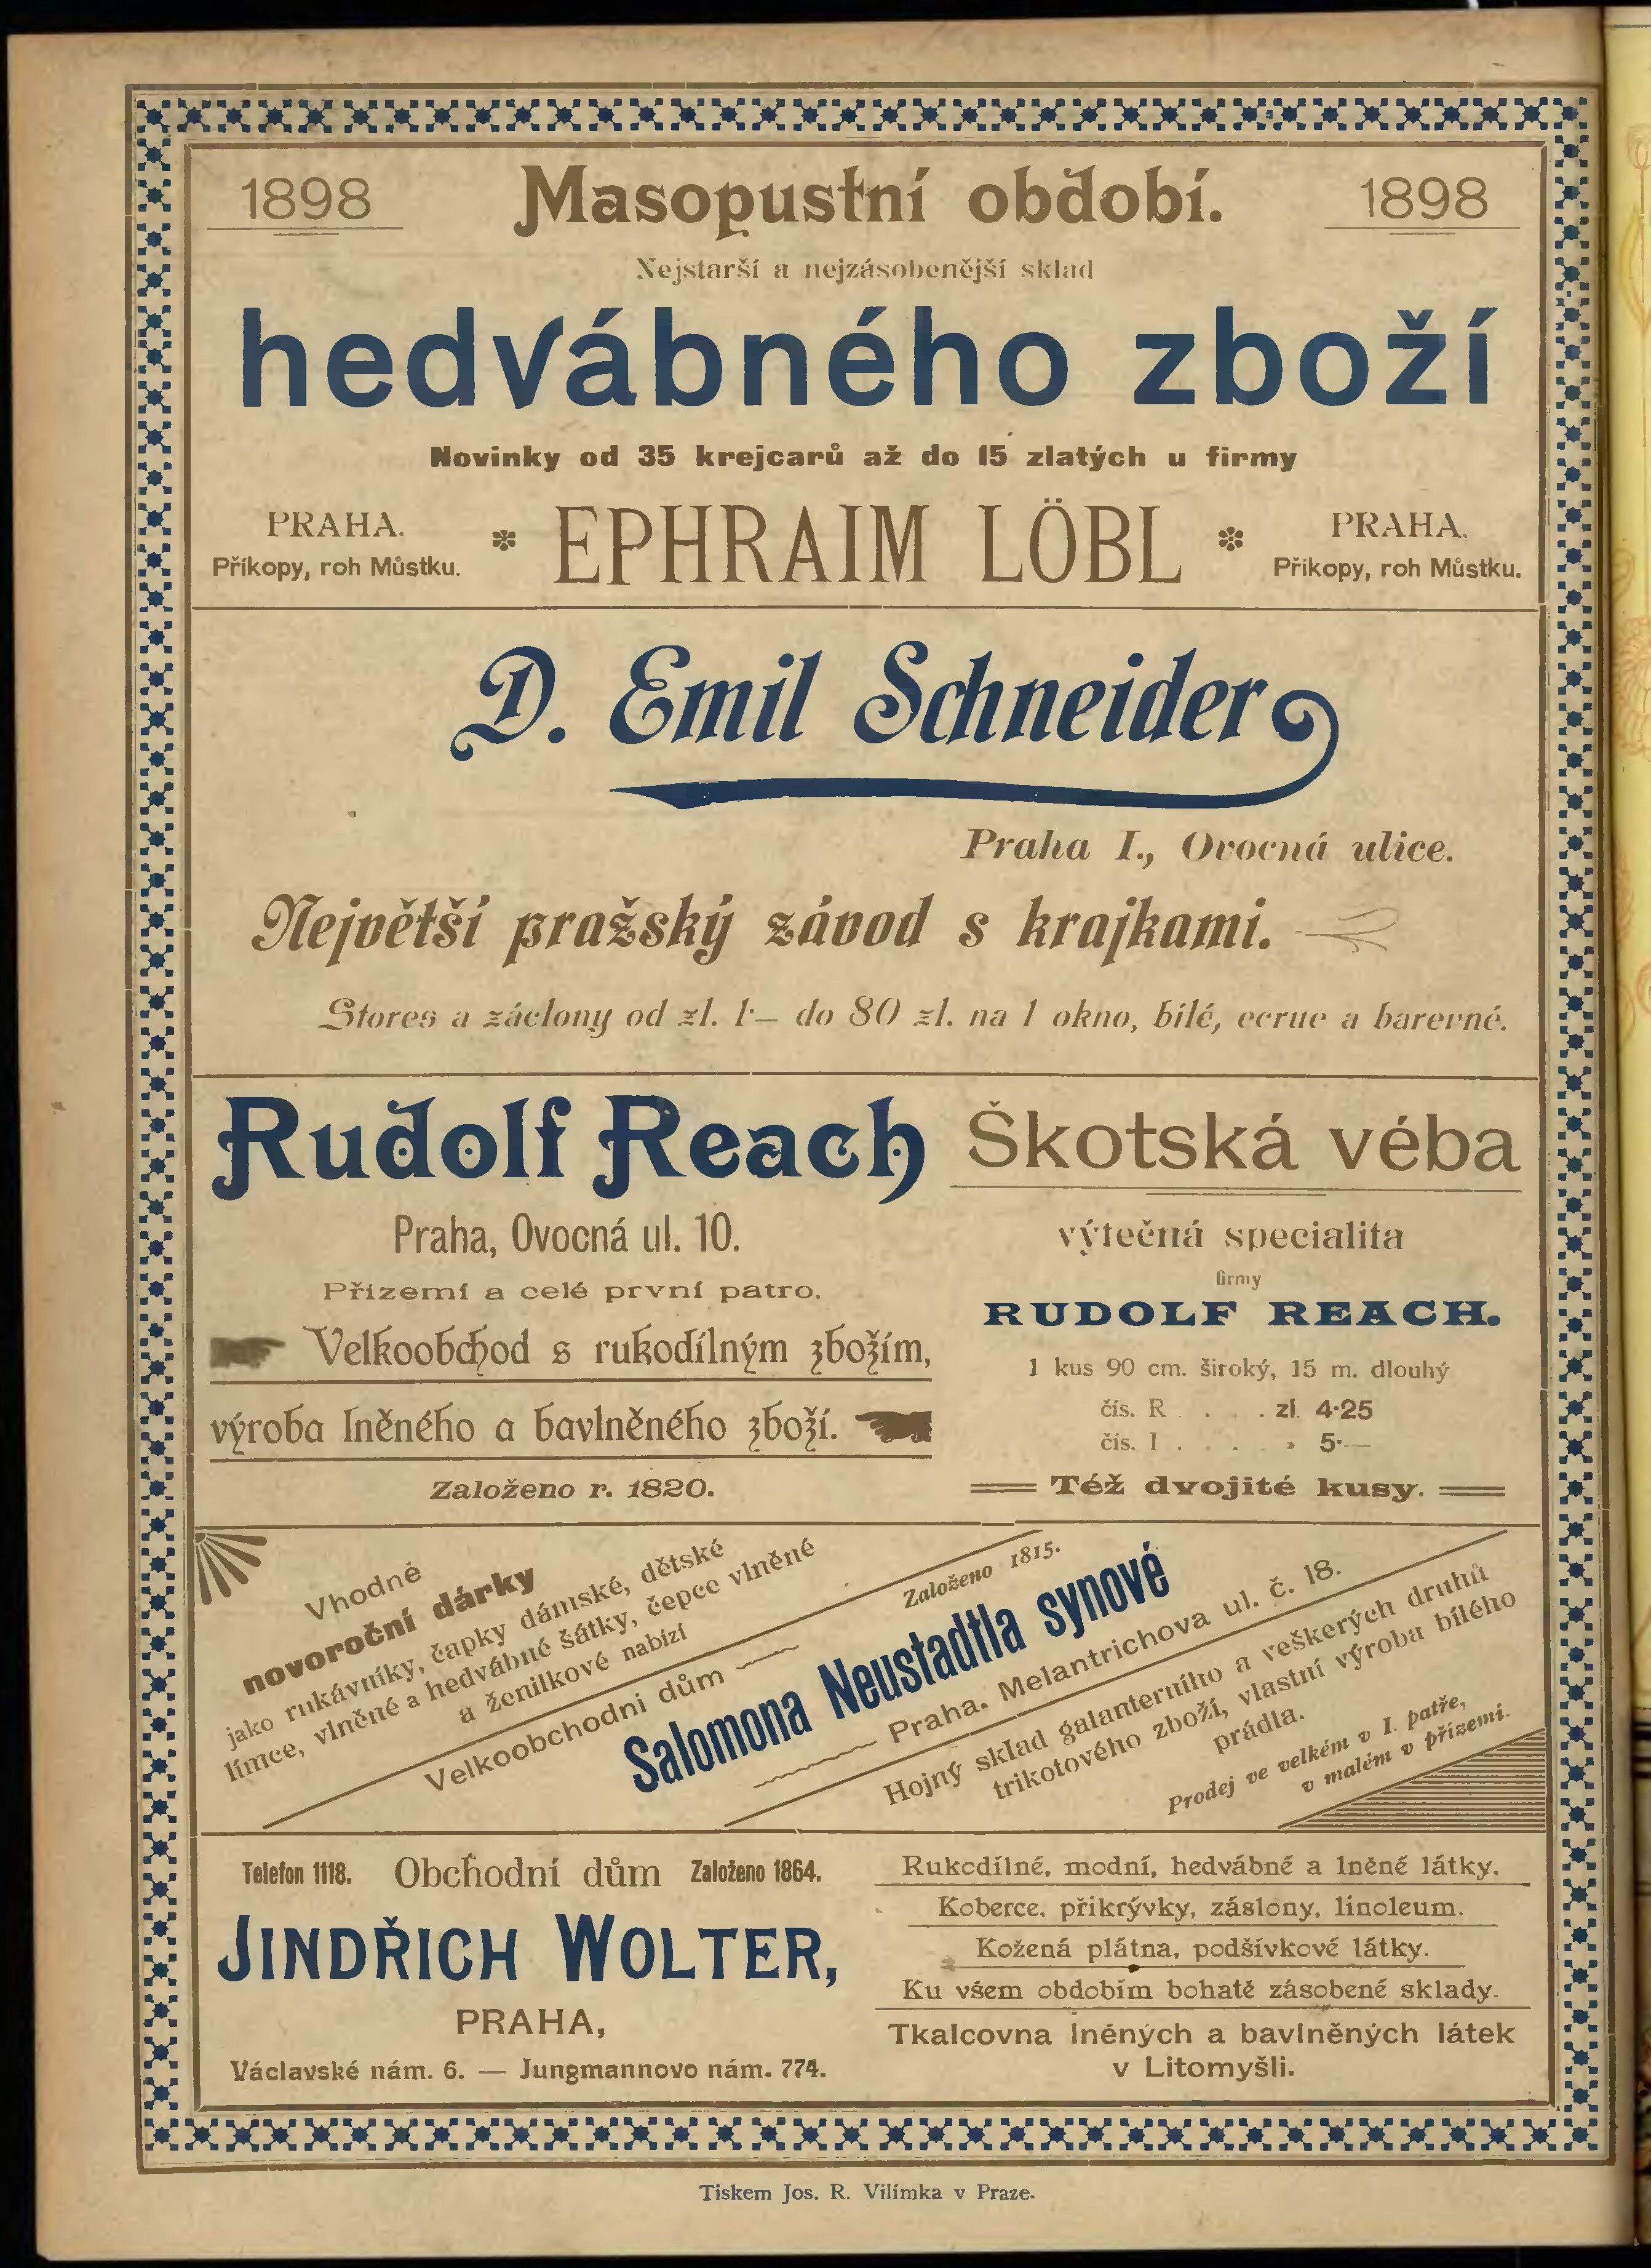 1898 Masopustní období. 1898
Nejstarší a nejzásobenější sklad
hedvábného zboží
Novinky od 35 krejcarů až do 15 zlatých u firmy
PRAHA.
Příkopy, roh Můstku.
EPHRAIM LÖBL
PRAHA.
Příkopy, roh Můstku.
D. Emil Schneider
Praha I., Ovocná ulice.
Největší pražský závod s krajkami.
Stores a záclony od zl. 1·— do 80 zl. na 1 okno, bílé, ecrue a barevné.
Rudolf Reach
Praha, Ovocná ul. 10.
Přízemí a celé první patro.
Velkoobchod s rukodílným zbožím,
výroba lněného a bavlněného zboží.
Založeno r. 1820.
Škotská véba
výtečná specialita
firmy
RUDOLF REACH.
1 kus 90 cm. široký, 15 m. dlouhý
čís. R . . . . zl. 4·25
čís. 1 . . . . » 5·—
Též dvojité kusy.
Vhodné
novoroční dárky
jako rukávníky, čapky dámské, dětské
límce, vlněné a hedvábné šátky, čepce vlněné
a ženilkové nabízí
Velkoobchodni dům
Založeno 1815.
Salomona Neustadtla synové
Praha. Melantrichova ul. č. 18.
Hojný sklad galanterního a veškerých druhů
trikotového zboží, vlastní výroba bílého
prádla.
Prodej ve velkém v I. patře,
v malém v přízemí.
Telefon 1118. Obchodní dům Založeno 1864.
JINDŘICH WOLTER,
PRAHA,
Václavské nám. 6. — Jungmannovo nám. 774.
Rukodílné, modní, hedvábné a lněné látky.
Koberce, přikrývky, záslony, linoleum.
Kožená plátna, podšívkové látky.
Ku všem obdobím bohatě zásobené sklady.
Tkalcovna lněných a bavlněných látek
v Litomyšli.
Tiskem Jos. R. Vilímka v Praze.